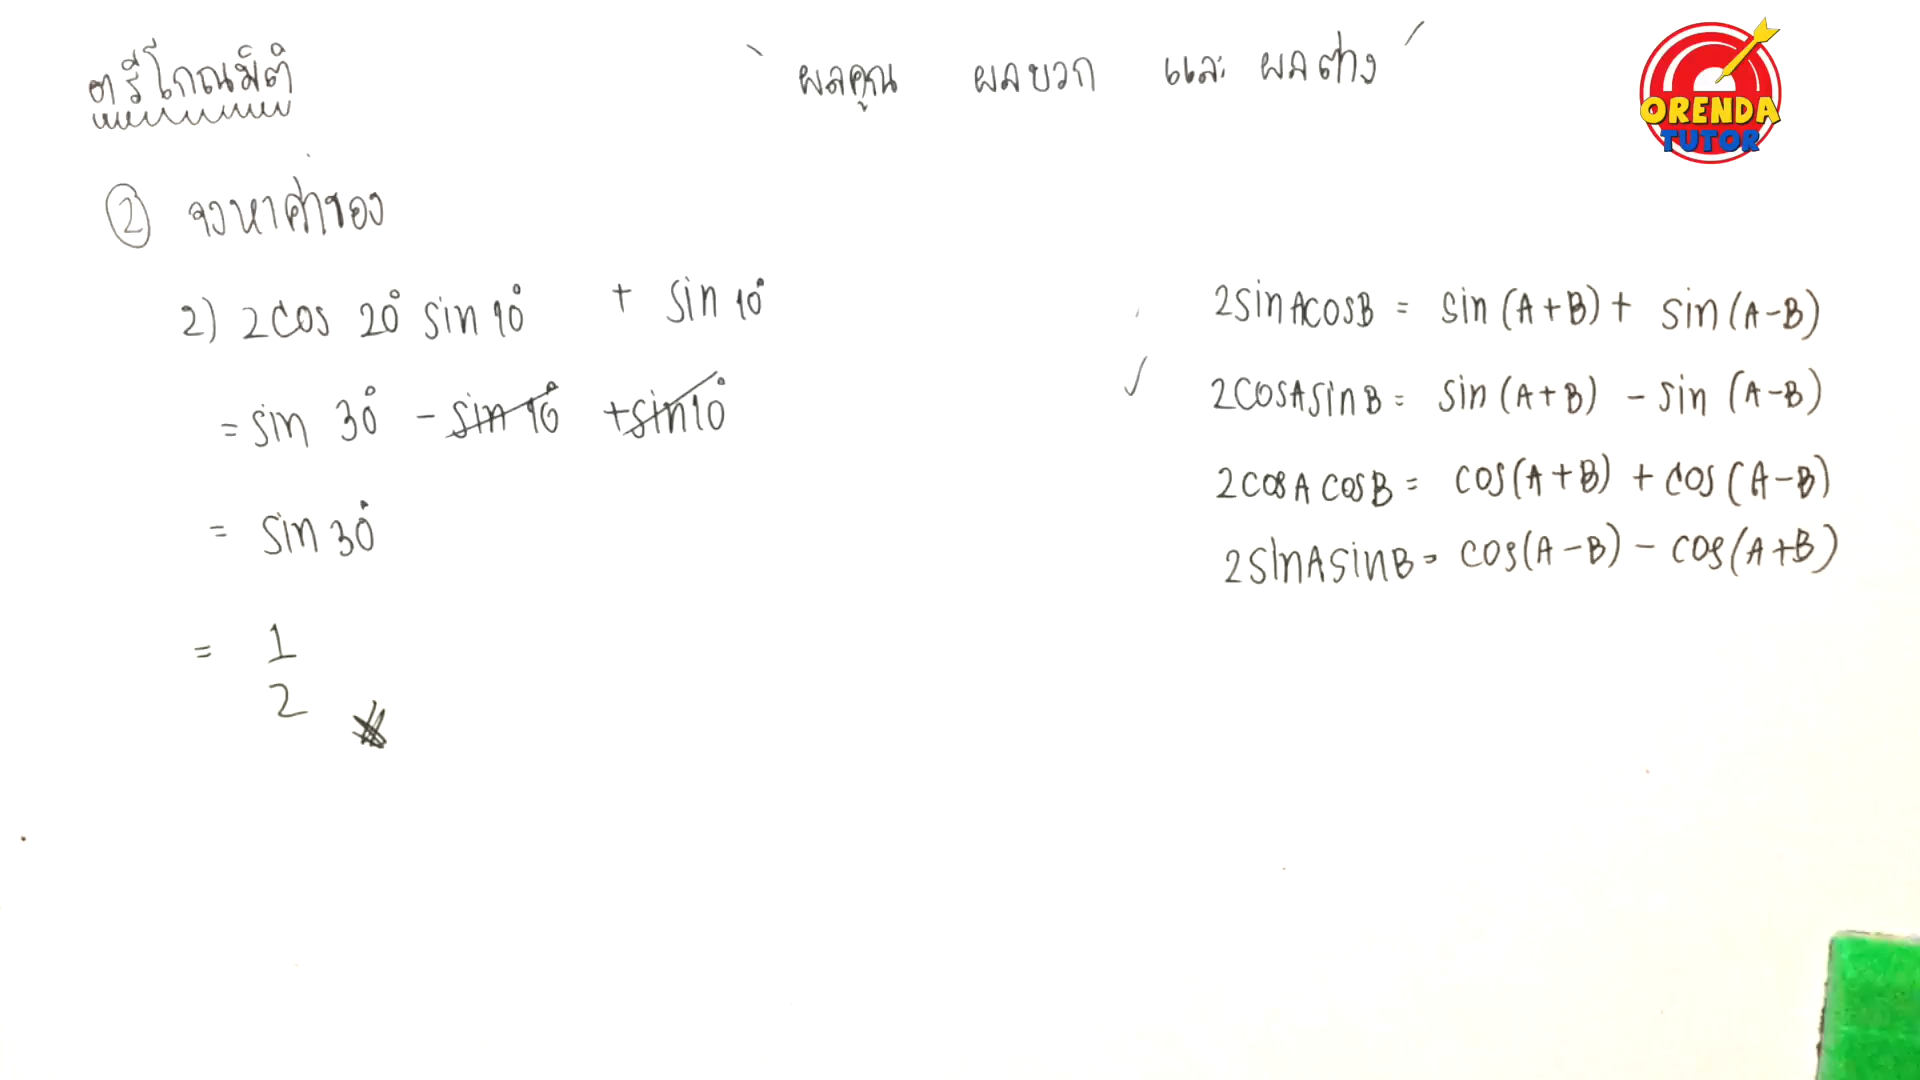 ตรีโกณมิติ
` ผลคูณ ผลบวก และ ผลต่าง ´
ORENDA
TUTOR
② จงหาค่าของ
2) 2cos 20° sin 10° + sin 10°
= sin 30° - sin 10° + sin 10°
= sin 30°
= 1
2
2sinAcosB = sin(A+B) + sin(A-B)
✓ 2cosAsinB = sin(A+B) - sin(A-B)
2cosAcosB = cos(A+B) + cos(A-B)
2sinAsinB = cos(A-B) - cos(A+B)